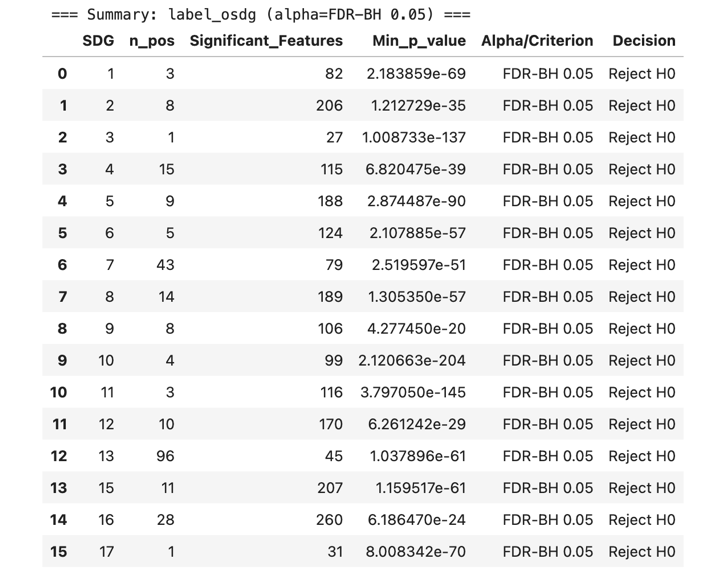 === Summary: label_osdg (alpha=FDR-BH 0.05) ===
SDG n_pos Significant_Features Min_p_value Alpha/Criterion Decision
0 1 3 82 2.183859e-69 FDR-BH 0.05 Reject H0
1 2 8 206 1.212729e-35 FDR-BH 0.05 Reject H0
2 3 1 27 1.008733e-137 FDR-BH 0.05 Reject H0
3 4 15 115 6.820475e-39 FDR-BH 0.05 Reject H0
4 5 9 188 2.874487e-90 FDR-BH 0.05 Reject H0
5 6 5 124 2.107885e-57 FDR-BH 0.05 Reject H0
6 7 43 79 2.519597e-51 FDR-BH 0.05 Reject H0
7 8 14 189 1.305350e-57 FDR-BH 0.05 Reject H0
8 9 8 106 4.277450e-20 FDR-BH 0.05 Reject H0
9 10 4 99 2.120663e-204 FDR-BH 0.05 Reject H0
10 11 3 116 3.797050e-145 FDR-BH 0.05 Reject H0
11 12 10 170 6.261242e-29 FDR-BH 0.05 Reject H0
12 13 96 45 1.037896e-61 FDR-BH 0.05 Reject H0
13 15 11 207 1.159517e-61 FDR-BH 0.05 Reject H0
14 16 28 260 6.186470e-24 FDR-BH 0.05 Reject H0
15 17 1 31 8.008342e-70 FDR-BH 0.05 Reject H0